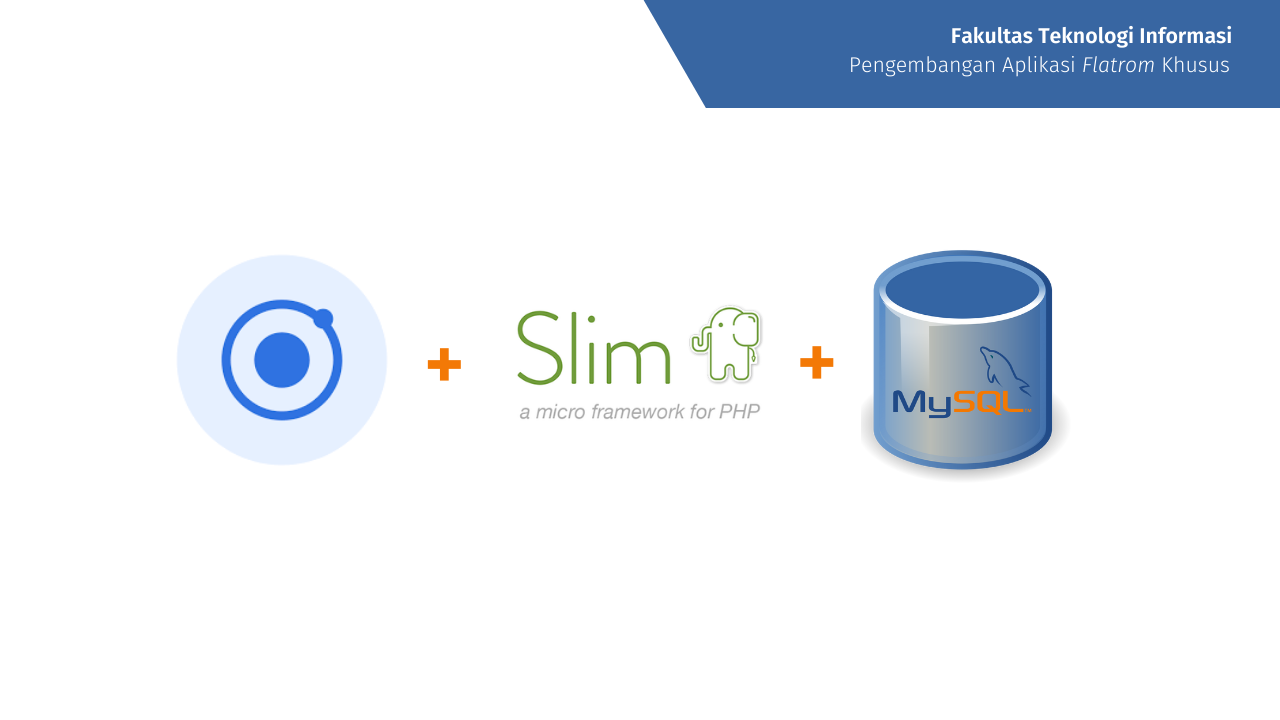 Fakultas Teknologi Informasi
Pengembangan Aplikasi Flatrom Khusus
Slim
a micro framework for PHP
MySQL